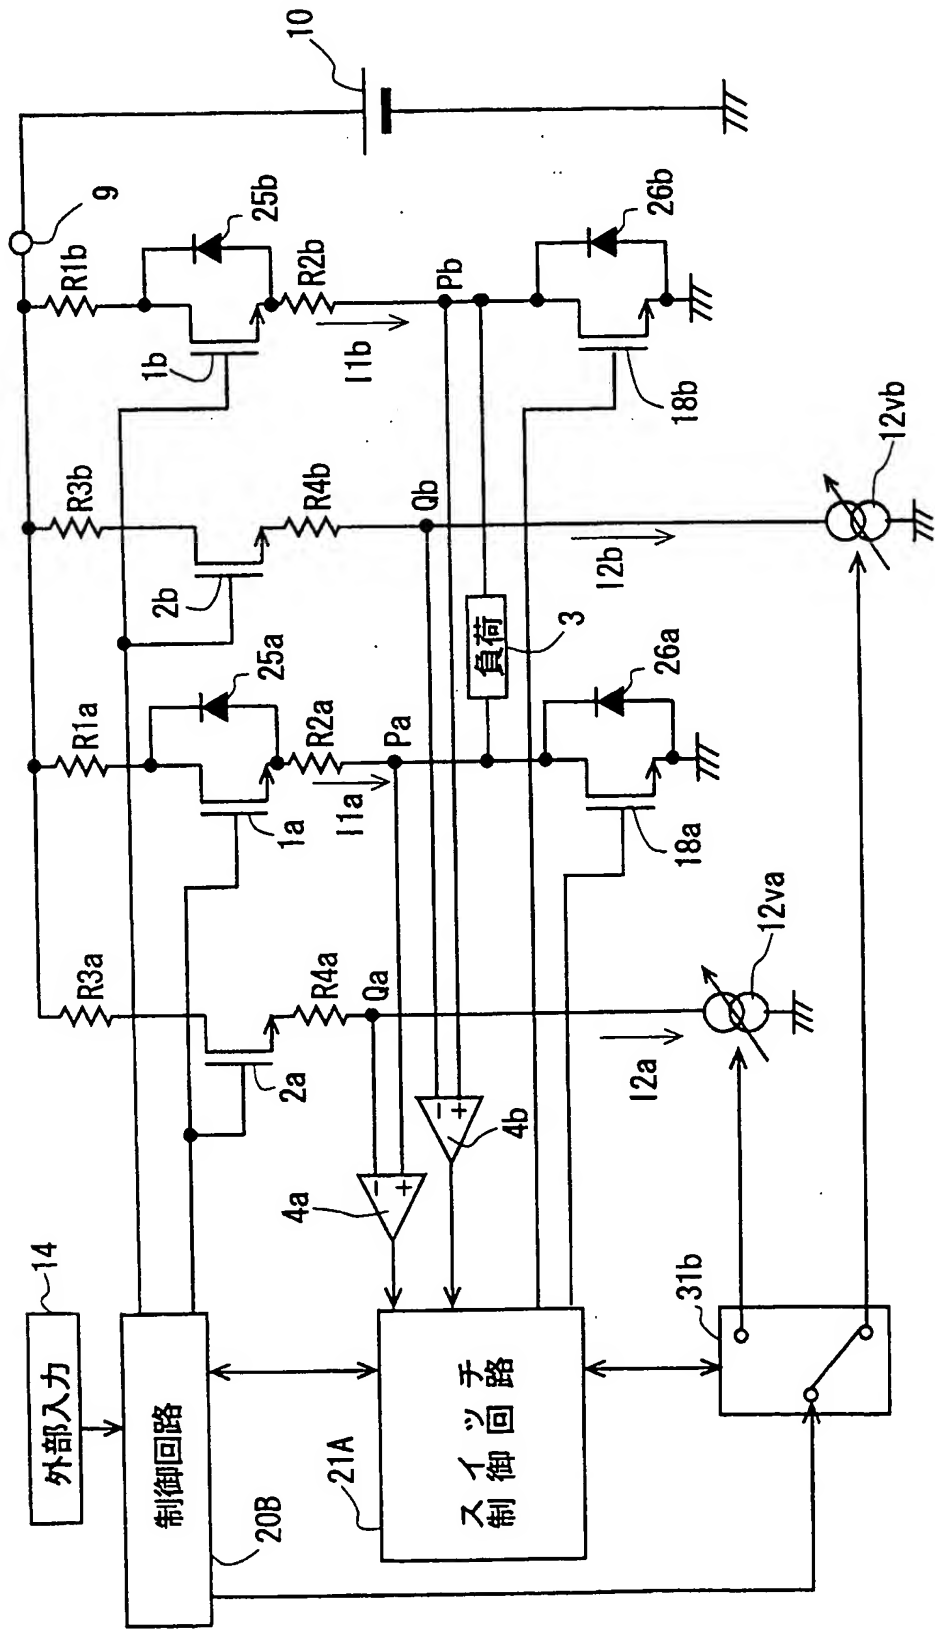 外部入力
14
制御回路
20B
スイッチ
制御回路
21A
31b
4a
4b
R3a
2a
R4a
Qa
I2a
12va
R1a
1a
25a
R2a
I1a
Pa
18a
26a
負荷
3
R3b
2b
R4b
Qb
I2b
12vb
R1b
1b
25b
R2b
I1b
Pb
18b
26b
9
10
−
+
−
+